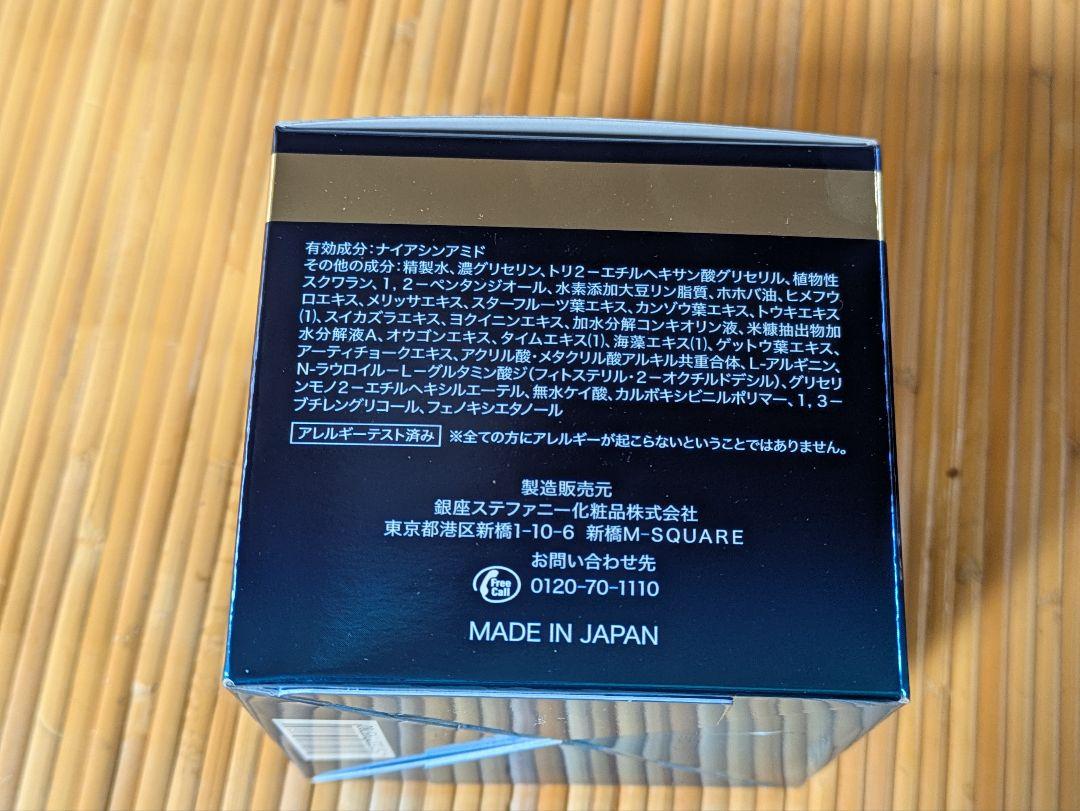 有効成分:ナイアシンアミド
その他の成分:精製水、濃グリセリン、トリ2-エチルヘキサン酸グリセリル、植物性
スクワラン、1,2-ペンタンジオール、水素添加大豆リン脂質、ホホバ油、ヒメフウ
ロエキス、メリッサエキス、スターフルーツ葉エキス、カンゾウ葉エキス、トウキエキス
(1)、スイカズラエキス、ヨクイニンエキス、加水分解コンキオリン液、米糠抽出物加
水分解液A、オウゴンエキス、タイムエキス(1)、海藻エキス(1)、ゲットウ葉エキス、
アーティチョークエキス、アクリル酸・メタクリル酸アルキル共重合体、L-アルギニン、
N-ラウロイル-L-グルタミン酸ジ(フィトステリル・2-オクチルドデシル)、グリセリ
ンモノ2-エチルヘキシルエーテル、無水ケイ酸、カルボキシビニルポリマー、1,3-
ブチレングリコール、フェノキシエタノール
アレルギーテスト済み ※全ての方にアレルギーが起こらないということではありません。
製造販売元
銀座ステファニー化粧品株式会社
東京都港区新橋1-10-6 新橋M-SQUARE
お問い合わせ先
Free Call 0120-70-1110
MADE IN JAPAN